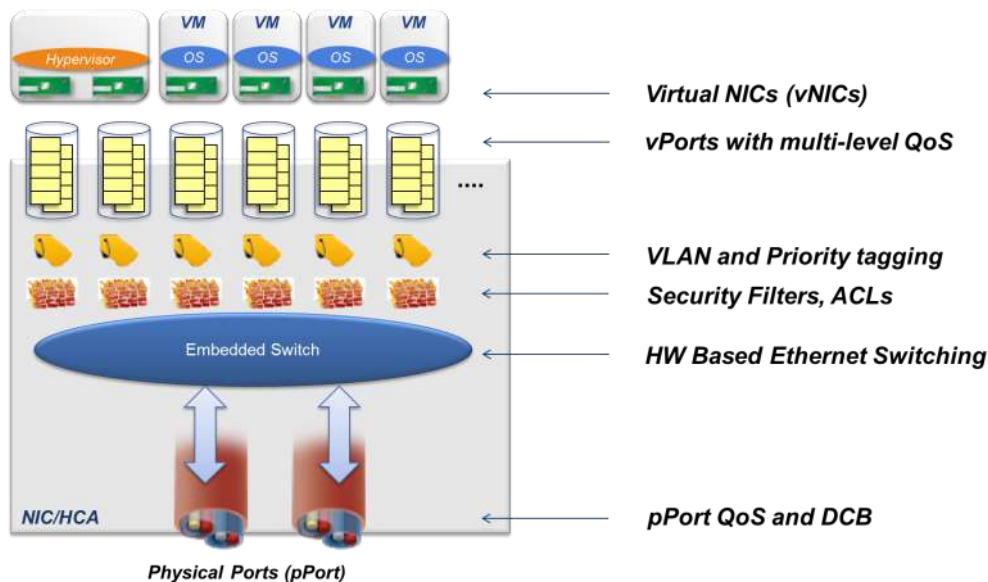 VM VM VM VM
Hypervisor OS OS OS OS
Virtual NICs (vNICs)
vPorts with multi-level QoS
....
VLAN and Priority tagging
Security Filters, ACLs
Embedded Switch
HW Based Ethernet Switching
NIC/HCA
pPort QoS and DCB
Physical Ports (pPort)